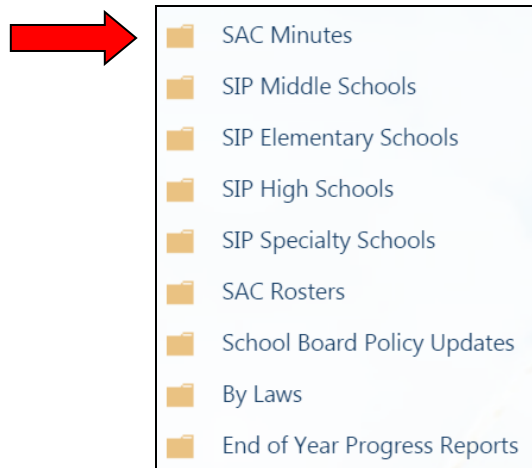 SAC Minutes
SIP Middle Schools
SIP Elementary Schools
SIP High Schools
SIP Specialty Schools
SAC Rosters
School Board Policy Updates
By Laws
End of Year Progress Reports